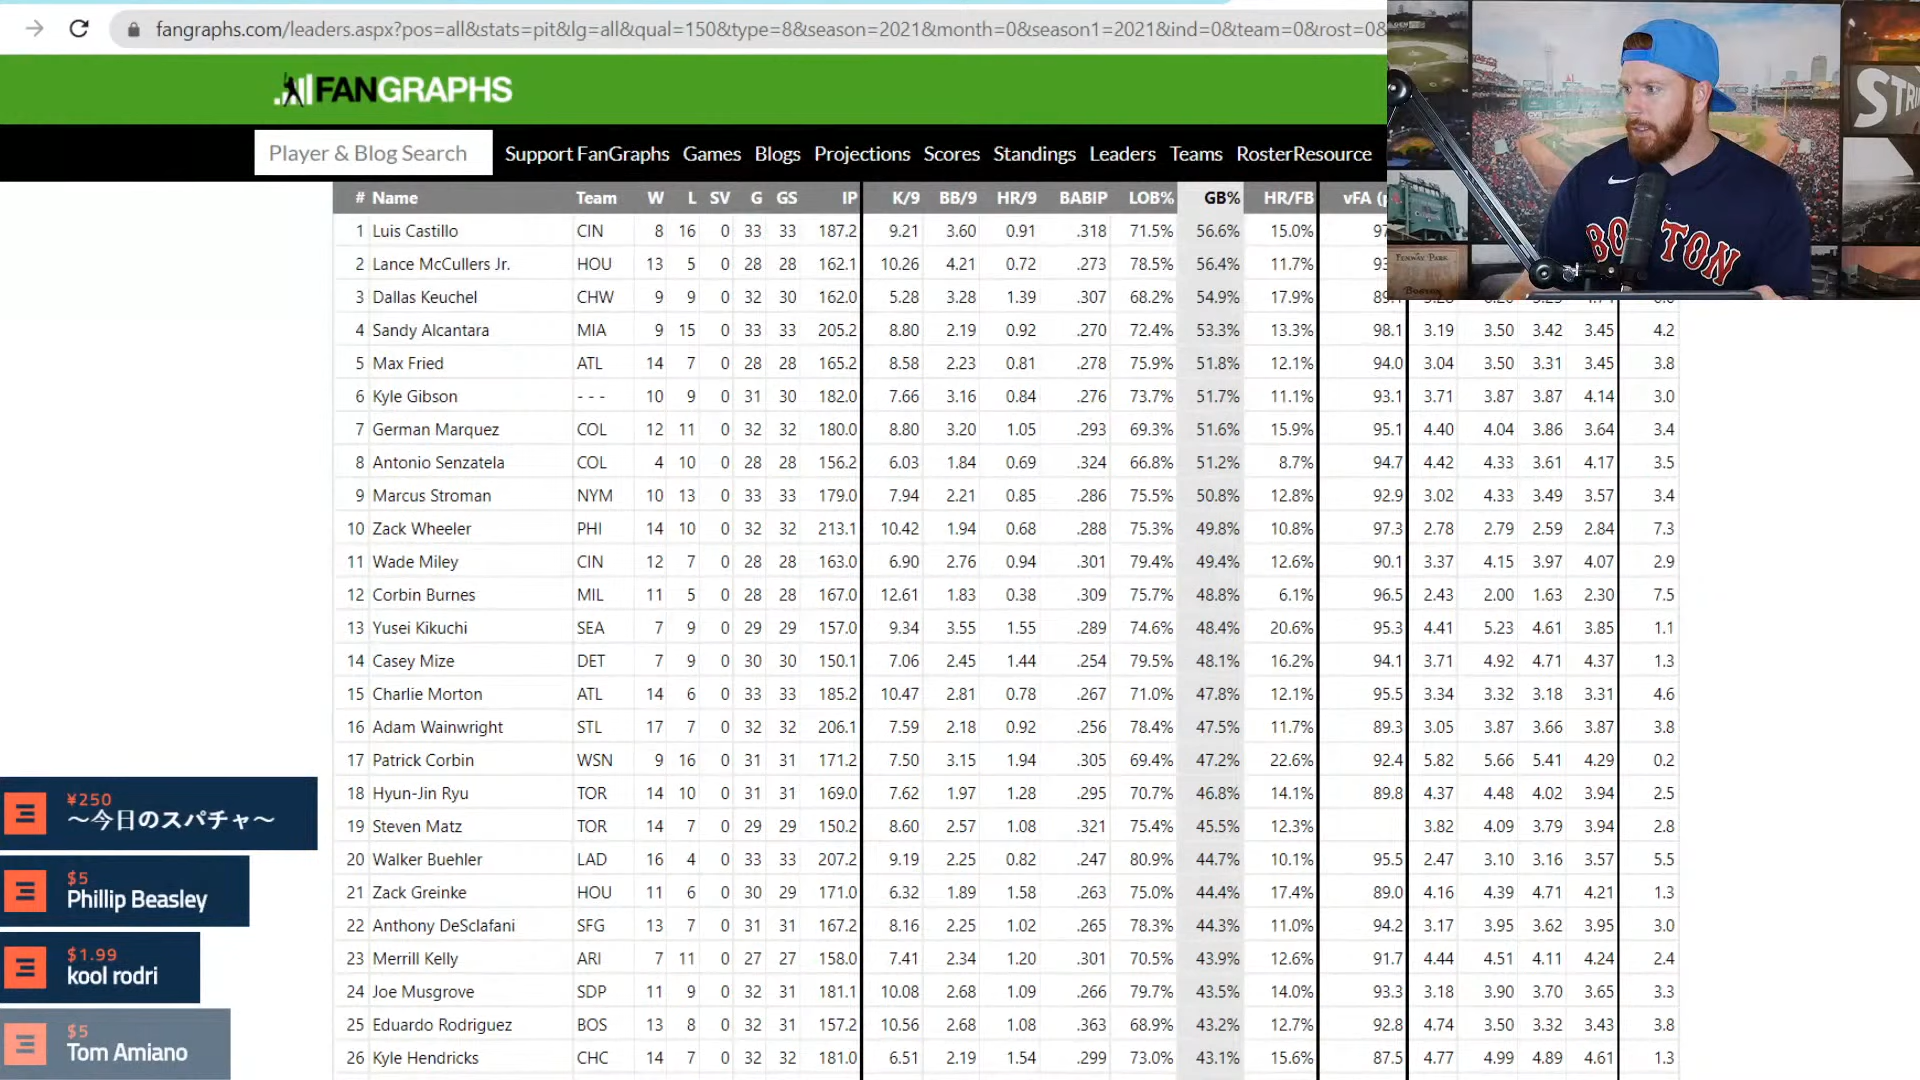 fangraphs.com/leaders.aspx?pos=all&stats=pit&lg=all&qual=150&type=8&season=2021&month=0&season1=2021&ind=0&team=0&rost=0&
FANGRAPHS
Player & Blog Search Support FanGraphs Games Blogs Projections Scores Standings Leaders Teams RosterResource
# Name Team W L SV G GS IP K/9 BB/9 HR/9 BABIP LOB% GB% HR/FB vFA
1 Luis Castillo CIN 8 16 0 33 33 187.2 9.21 3.60 0.91 .318 71.5% 56.6% 15.0%
2 Lance McCullers Jr. HOU 13 5 0 28 28 162.1 10.26 4.21 0.72 .273 78.5% 56.4% 11.7%
3 Dallas Keuchel CHW 9 9 0 32 30 162.0 5.28 3.28 1.39 .307 68.2% 54.9% 17.9%
4 Sandy Alcantara MIA 9 15 0 33 33 205.2 8.80 2.19 0.92 .270 72.4% 53.3% 13.3% 98.1 3.19 3.50 3.42 3.45 4.2
5 Max Fried ATL 14 7 0 28 28 165.2 8.58 2.23 0.81 .278 75.9% 51.8% 12.1% 94.0 3.04 3.50 3.31 3.45 3.8
6 Kyle Gibson - - - 10 9 0 31 30 182.0 7.66 3.16 0.84 .276 73.7% 51.7% 11.1% 93.1 3.71 3.87 3.87 4.14 3.0
7 German Marquez COL 12 11 0 32 32 180.0 8.80 3.20 1.05 .293 69.3% 51.6% 15.9% 95.1 4.40 4.04 3.86 3.64 3.4
8 Antonio Senzatela COL 4 10 0 28 28 156.2 6.03 1.84 0.69 .324 66.8% 51.2% 8.7% 94.7 4.42 4.33 3.61 4.17 3.5
9 Marcus Stroman NYM 10 13 0 33 33 179.0 7.94 2.21 0.85 .286 75.5% 50.8% 12.8% 92.9 3.02 4.33 3.49 3.57 3.4
10 Zack Wheeler PHI 14 10 0 32 32 213.1 10.42 1.94 0.68 .288 75.3% 49.8% 10.8% 97.3 2.78 2.79 2.59 2.84 7.3
11 Wade Miley CIN 12 7 0 28 28 163.0 6.90 2.76 0.94 .301 79.4% 49.4% 12.6% 90.1 3.37 4.15 3.97 4.07 2.9
12 Corbin Burnes MIL 11 5 0 28 28 167.0 12.61 1.83 0.38 .309 75.7% 48.8% 6.1% 96.5 2.43 2.00 1.63 2.30 7.5
13 Yusei Kikuchi SEA 7 9 0 29 29 157.0 9.34 3.55 1.55 .289 74.6% 48.4% 20.6% 95.3 4.41 5.23 4.61 3.85 1.1
14 Casey Mize DET 7 9 0 30 30 150.1 7.06 2.45 1.44 .254 79.5% 48.1% 16.2% 94.1 3.71 4.92 4.71 4.37 1.3
15 Charlie Morton ATL 14 6 0 33 33 185.2 10.47 2.81 0.78 .267 71.0% 47.8% 12.1% 95.5 3.34 3.32 3.18 3.31 4.6
16 Adam Wainwright STL 17 7 0 32 32 206.1 7.59 2.18 0.92 .256 78.4% 47.5% 11.7% 89.3 3.05 3.87 3.66 3.87 3.8
17 Patrick Corbin WSN 9 16 0 31 31 171.2 7.50 3.15 1.94 .305 69.4% 47.2% 22.6% 92.4 5.82 5.66 5.41 4.29 0.2
18 Hyun-Jin Ryu TOR 14 10 0 31 31 169.0 7.62 1.97 1.28 .295 70.7% 46.8% 14.1% 89.8 4.37 4.48 4.02 3.94 2.5
19 Steven Matz TOR 14 7 0 29 29 150.2 8.60 2.57 1.08 .321 75.4% 45.5% 12.3% 3.82 4.09 3.79 3.94 2.8
20 Walker Buehler LAD 16 4 0 33 33 207.2 9.19 2.25 0.82 .247 80.9% 44.7% 10.1% 95.5 2.47 3.10 3.16 3.57 5.5
21 Zack Greinke HOU 11 6 0 30 29 171.0 6.32 1.89 1.58 .263 75.0% 44.4% 17.4% 89.0 4.16 4.39 4.71 4.21 1.3
22 Anthony DeSclafani SFG 13 7 0 31 31 167.2 8.16 2.25 1.02 .265 78.3% 44.3% 11.0% 94.2 3.17 3.95 3.62 3.95 3.0
23 Merrill Kelly ARI 7 11 0 27 27 158.0 7.41 2.34 1.20 .301 70.5% 43.9% 12.6% 91.7 4.44 4.51 4.11 4.24 2.4
24 Joe Musgrove SDP 11 9 0 32 31 181.1 10.08 2.68 1.09 .266 79.7% 43.5% 14.0% 93.3 3.18 3.90 3.70 3.65 3.3
25 Eduardo Rodriguez BOS 13 8 0 32 31 157.2 10.56 2.68 1.08 .363 68.9% 43.2% 12.7% 92.8 4.74 3.50 3.32 3.43 3.8
26 Kyle Hendricks CHC 14 7 0 32 32 181.0 6.51 2.19 1.54 .299 73.0% 43.1% 15.6% 87.5 4.77 4.99 4.89 4.61 1.3
¥250
～今日のスパチャ～
$5
Phillip Beasley
$1.99
kool rodri
$5
Tom Amiano
BOSTON
FENWAY PARK